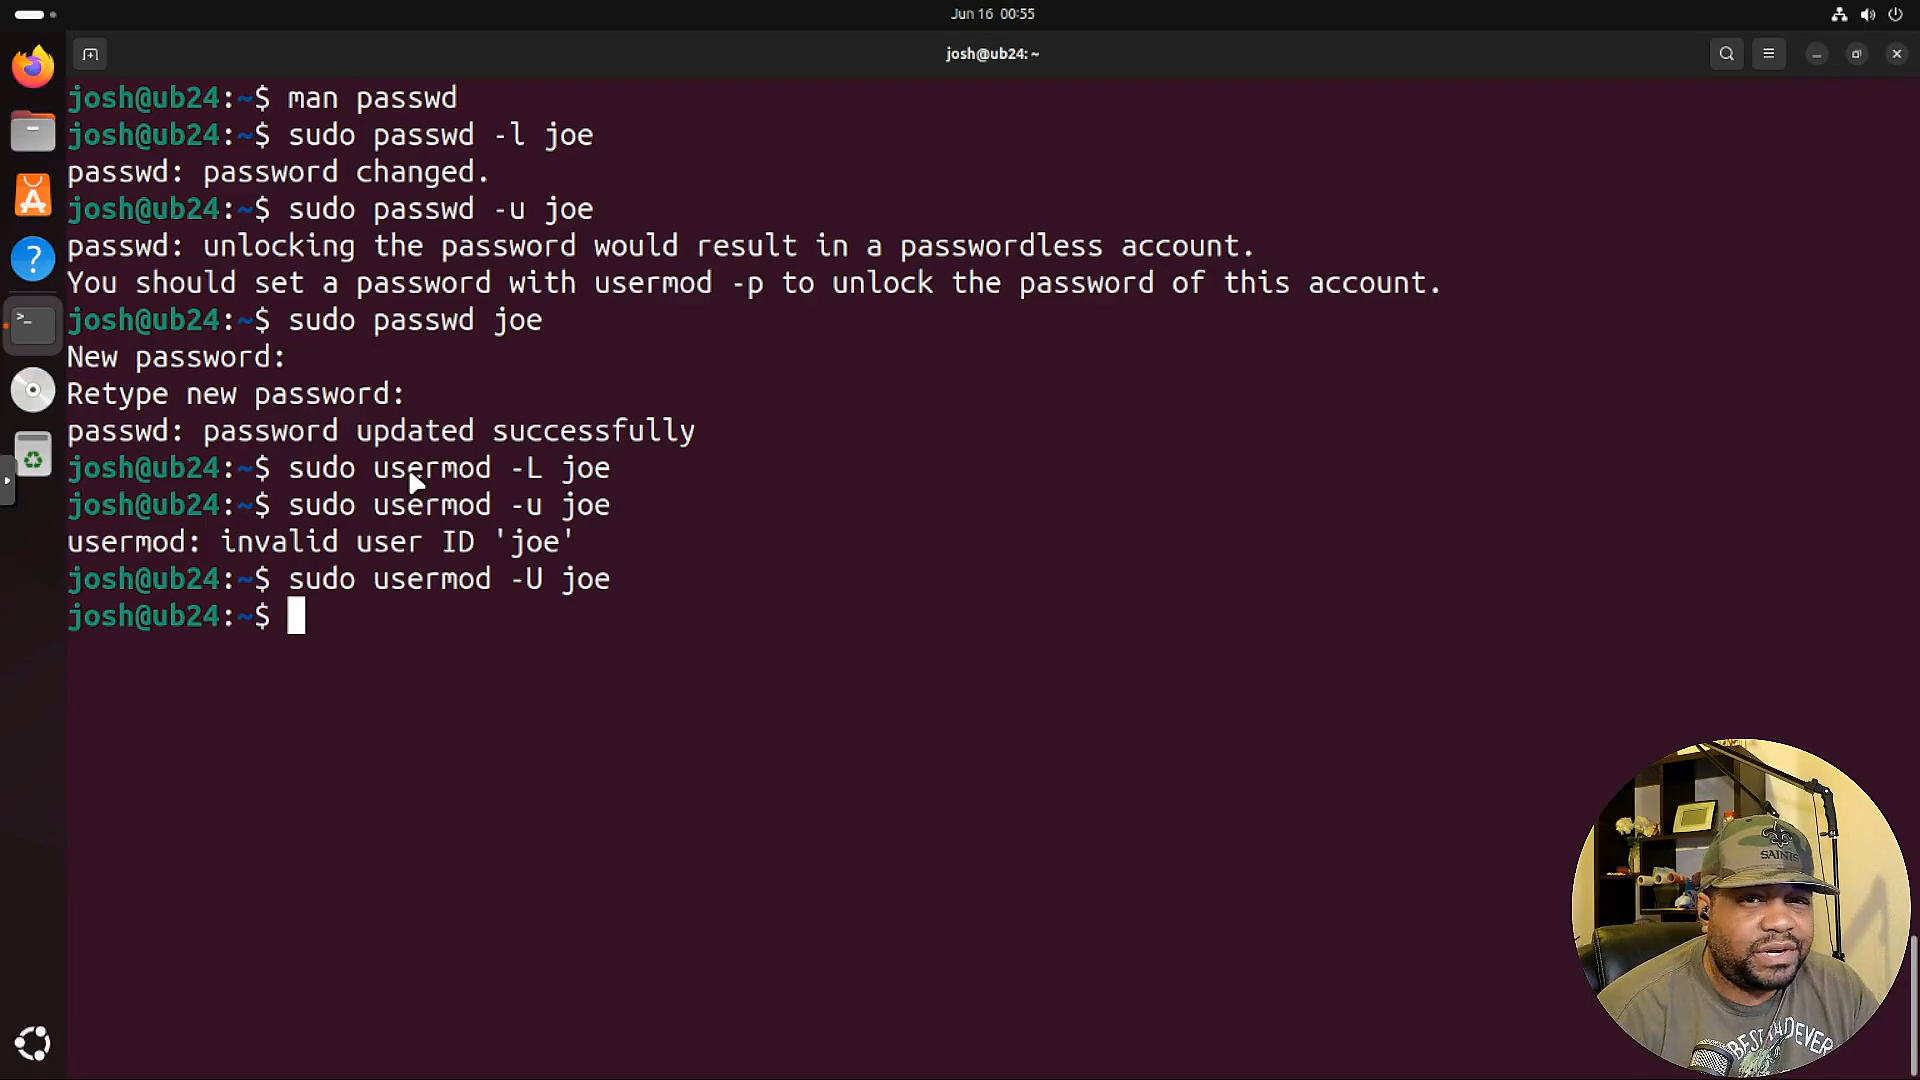 Jun 16 00:55
josh@ub24: ~
josh@ub24:~$ man passwd
josh@ub24:~$ sudo passwd -l joe
passwd: password changed.
josh@ub24:~$ sudo passwd -u joe
passwd: unlocking the password would result in a passwordless account.
You should set a password with usermod -p to unlock the password of this account.
josh@ub24:~$ sudo passwd joe
New password:
Retype new password:
passwd: password updated successfully
josh@ub24:~$ sudo usermod -L joe
josh@ub24:~$ sudo usermod -u joe
usermod: invalid user ID 'joe'
josh@ub24:~$ sudo usermod -U joe
josh@ub24:~$
SAINTS
BEST DAD EVER